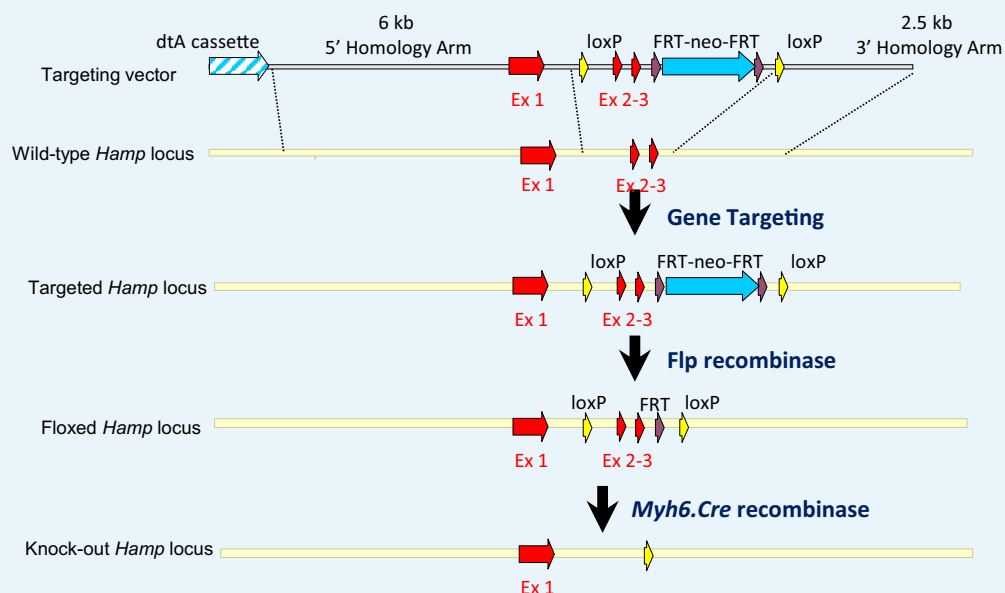 6 kb
2.5 kb
dtA cassette
5’ Homology Arm
loxP
FRT-neo-FRT
loxP
3’ Homology Arm
Targeting vector
Ex 1
Ex 2-3
Wild-type Hamp locus
Ex 1
Ex 2-3
Gene Targeting
loxP
FRT-neo-FRT
loxP
Targeted Hamp locus
Ex 1
Ex 2-3
Flp recombinase
loxP
FRT
loxP
Floxed Hamp locus
Ex 1
Ex 2-3
Myh6.Cre recombinase
Knock-out Hamp locus
Ex 1